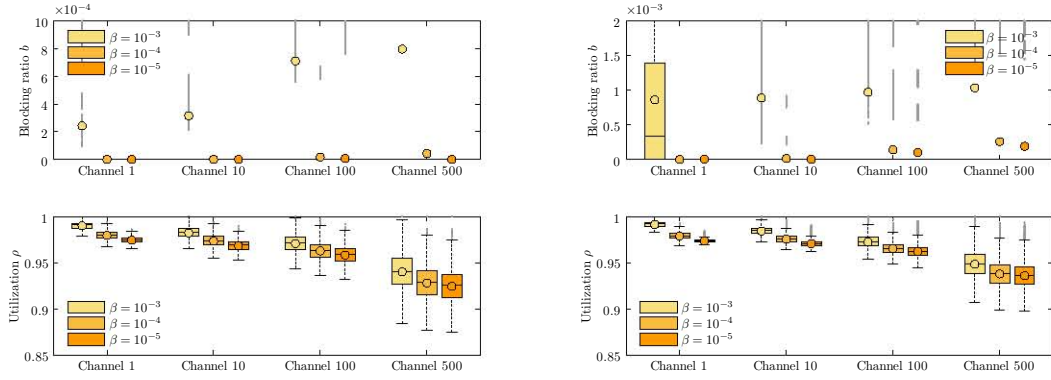 ×10⁻⁴
10
8
6
4
2
0
Blocking ratio b
β = 10⁻³
β = 10⁻⁴
β = 10⁻⁵
Channel 1
Channel 10
Channel 100
Channel 500
×10⁻³
2
1.5
1
0.5
0
Blocking ratio b
β = 10⁻³
β = 10⁻⁴
β = 10⁻⁵
Channel 1
Channel 10
Channel 100
Channel 500
1
0.95
0.9
0.85
Utilization ρ
β = 10⁻³
β = 10⁻⁴
β = 10⁻⁵
Channel 1
Channel 10
Channel 100
Channel 500
1
0.95
0.9
0.85
Utilization ρ
β = 10⁻³
β = 10⁻⁴
β = 10⁻⁵
Channel 1
Channel 10
Channel 100
Channel 500